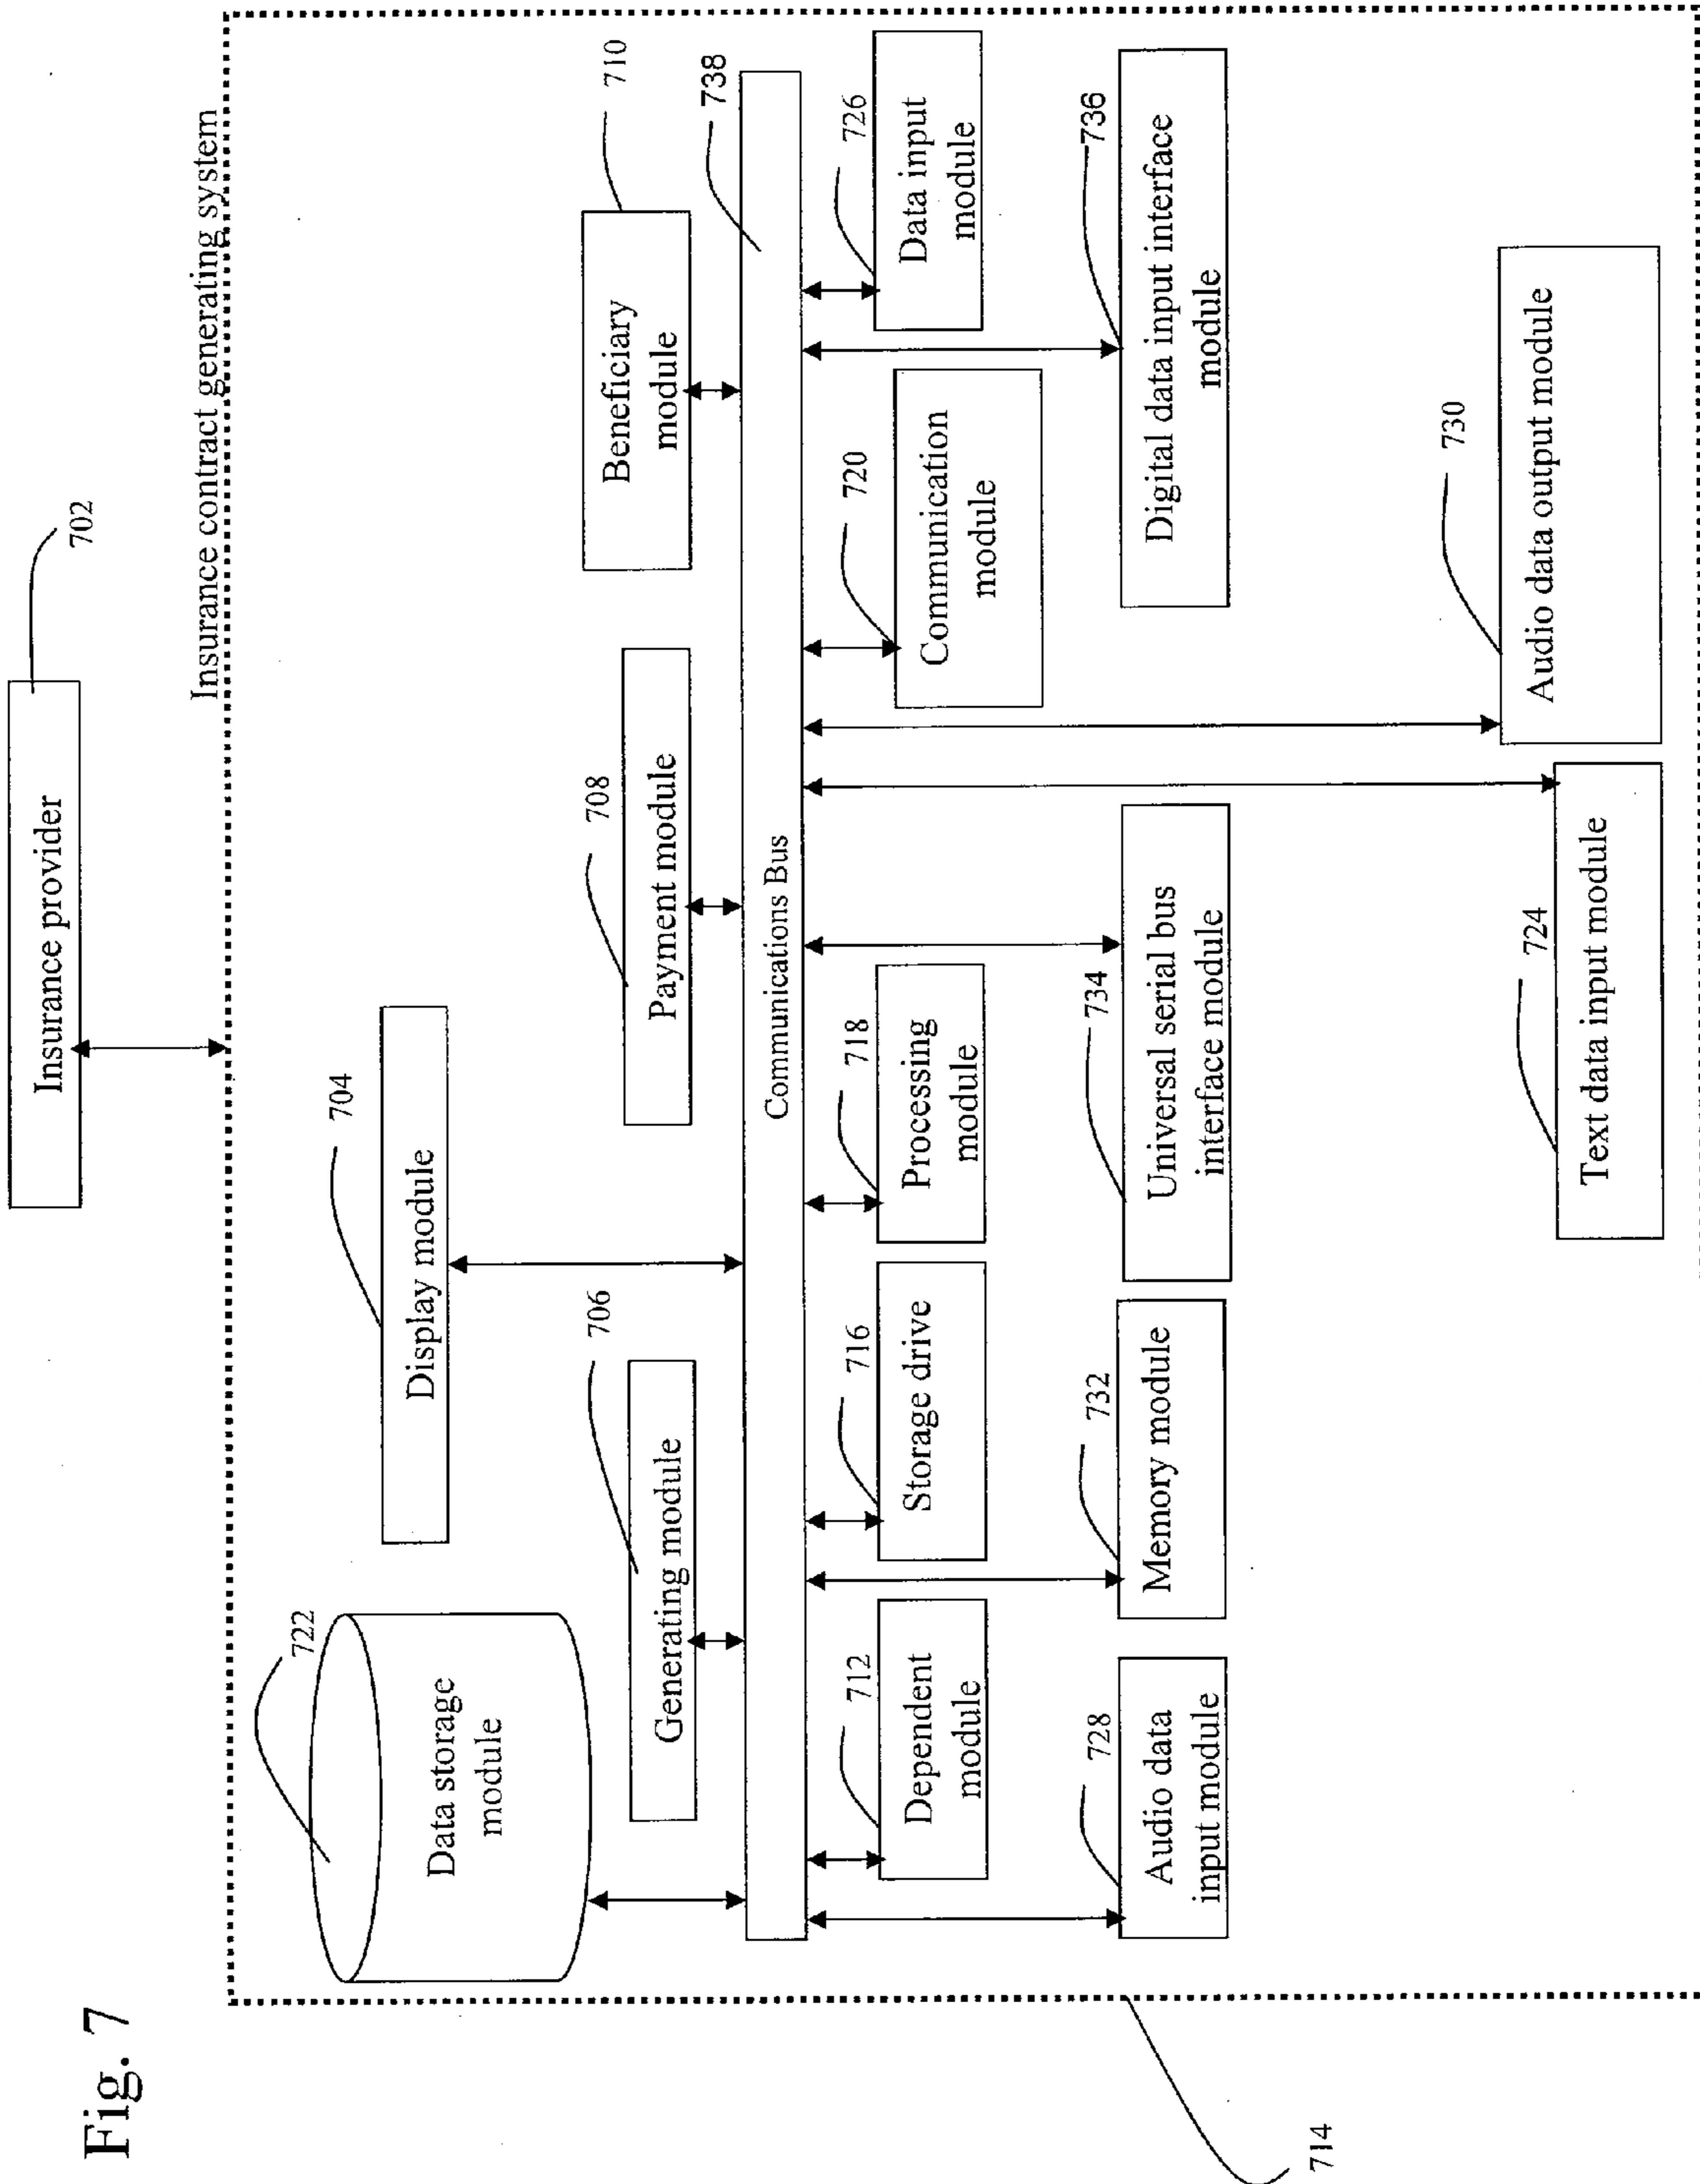 Fig. 7
Insurance provider
702
Insurance contract generating system
722
Data storage
module
704
Display module
706
Generating module
708
Payment module
710
Beneficiary
module
738
Communications Bus
712
Dependent
module
716
Storage drive
718
Processing
module
720
Communication
module
726
Data input
module
728
Audio data
input module
732
Memory module
734
Universal serial bus
interface module
736
Digital data input interface
module
724
Text data input module
730
Audio data output module
714